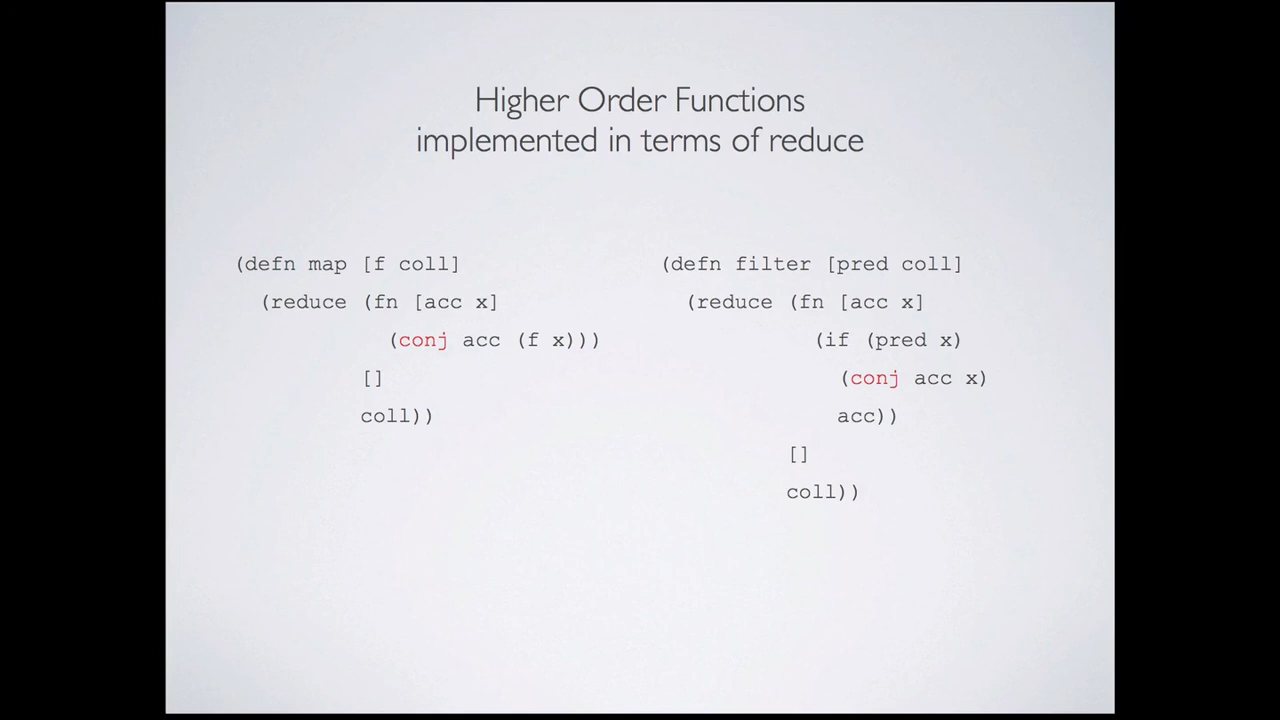 Higher Order Functions
implemented in terms of reduce
(defn map [f coll]
  (reduce (fn [acc x]
            (conj acc (f x)))
          []
          coll))
(defn filter [pred coll]
  (reduce (fn [acc x]
            (if (pred x)
              (conj acc x)
              acc))
          []
          coll))